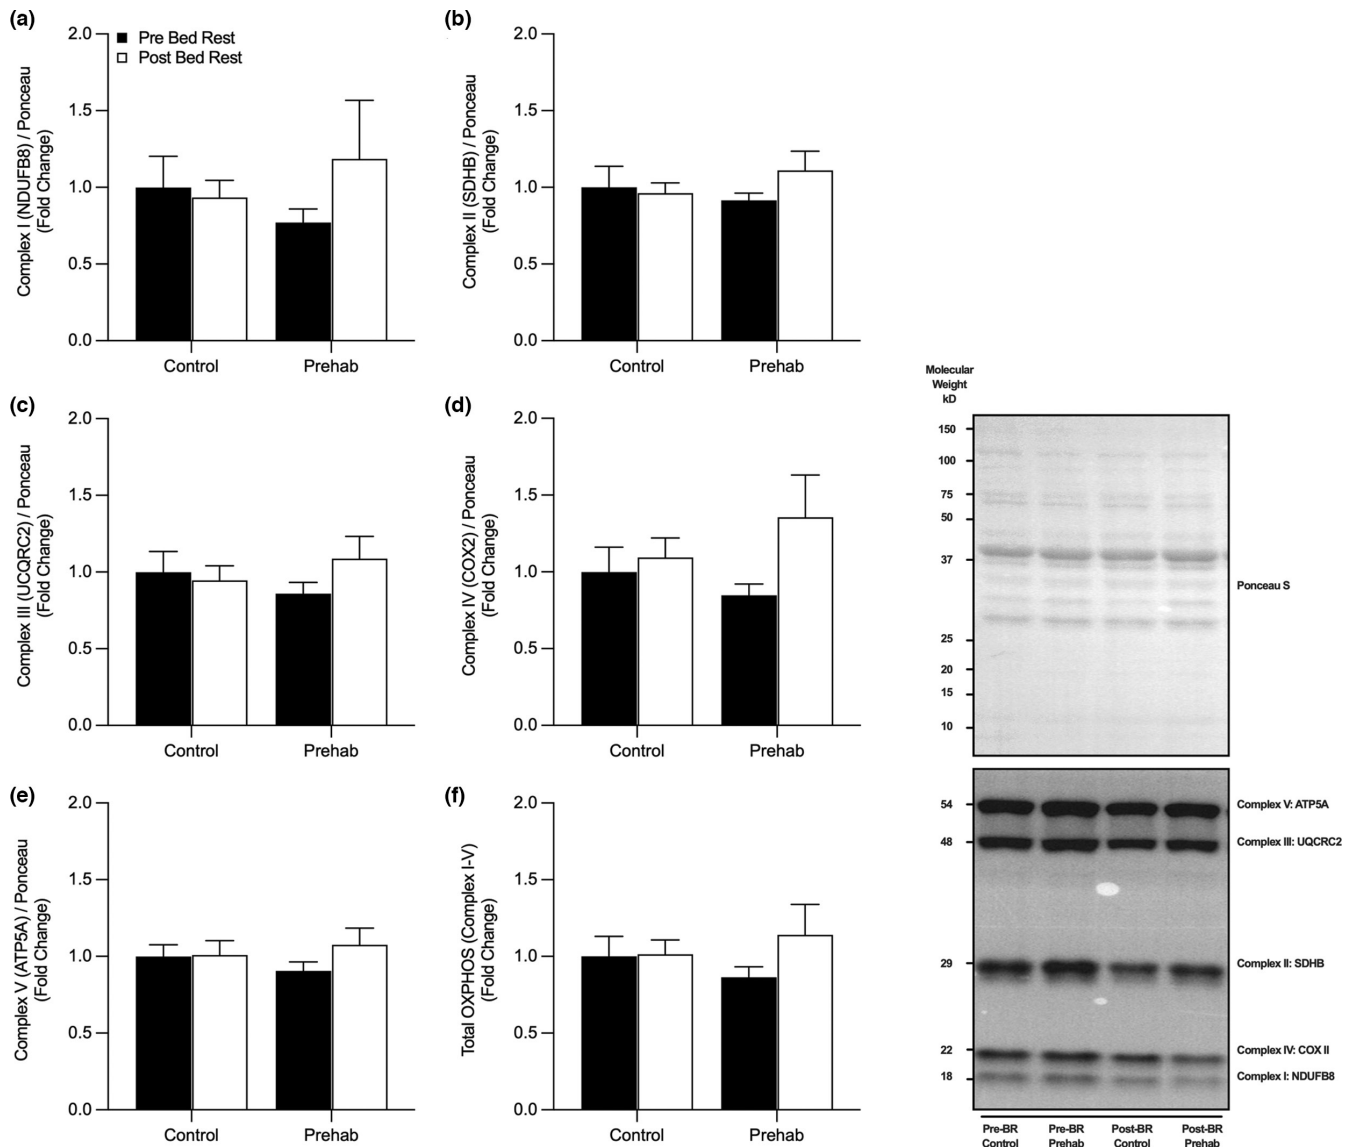 (a)
2.0
1.5
1.0
0.5
0.0
Complex I (NDUFB8) / Ponceau
(Fold Change)
Pre Bed Rest
Post Bed Rest
Control
Prehab
(b)
2.0
1.5
1.0
0.5
0.0
Complex II (SDHB) / Ponceau
(Fold Change)
Control
Prehab
(c)
2.0
1.5
1.0
0.5
0.0
Complex III (UCQRC2) / Ponceau
(Fold Change)
Control
Prehab
(d)
2.0
1.5
1.0
0.5
0.0
Complex IV (COX2) / Ponceau
(Fold Change)
Control
Prehab
(e)
2.0
1.5
1.0
0.5
0.0
Complex V (ATP5A) / Ponceau
(Fold Change)
Control
Prehab
(f)
2.0
1.5
1.0
0.5
0.0
Total OXPHOS (Complex I-V)
(Fold Change)
Control
Prehab
Molecular
Weight
kD
150
100
75
50
37
25
20
15
10
Ponceau S
54
48
29
22
18
Complex V: ATP5A
Complex III: UQCRC2
Complex II: SDHB
Complex IV: COX II
Complex I: NDUFB8
Pre-BR
Control
Pre-BR
Prehab
Post-BR
Control
Post-BR
Prehab